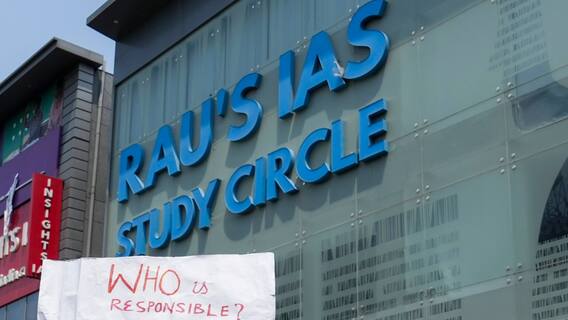 RAU'S IAS
STUDY CIRCLE
INSIGHTS
WHO is
RESPONSIBLE?